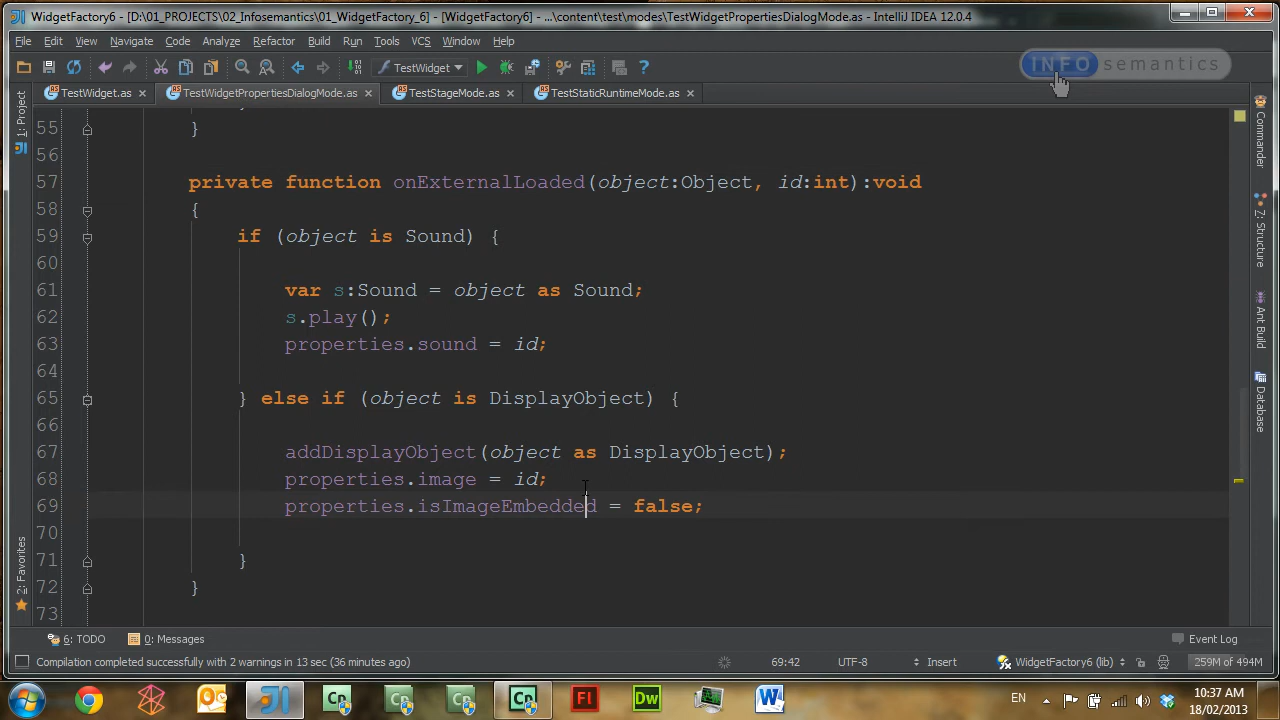 WidgetFactory6 - [D:\01_PROJECTS\02_Infosemantics\01_WidgetFactory_6] - [WidgetFactory6] - ...\content\test\modes\TestWidgetPropertiesDialogMode.as - IntelliJ IDEA 12.0.4
File Edit View Navigate Code Analyze Refactor Build Run Tools VCS Window Help
TestWidget
INFO semantics
TestWidget.as TestWidgetPropertiesDialogMode.as TestStageMode.as TestStaticRuntimeMode.as
1: Project
2: Favorites
Commander
Z: Structure
Ant Build
Database
55 }
56
57 private function onExternalLoaded(object:Object, id:int):void
58 {
59 if (object is Sound) {
60
61 var s:Sound = object as Sound;
62 s.play();
63 properties.sound = id;
64
65 } else if (object is DisplayObject) {
66
67 addDisplayObject(object as DisplayObject);
68 properties.image = id;
69 properties.isImageEmbedded = false;
70
71 }
72 }
73
6: TODO 0: Messages Event Log
Compilation completed successfully with 2 warnings in 13 sec (36 minutes ago) 69:42 UTF-8 Insert WidgetFactory6 (lib) 259M of 494M
EN 10:37 AM
18/02/2013